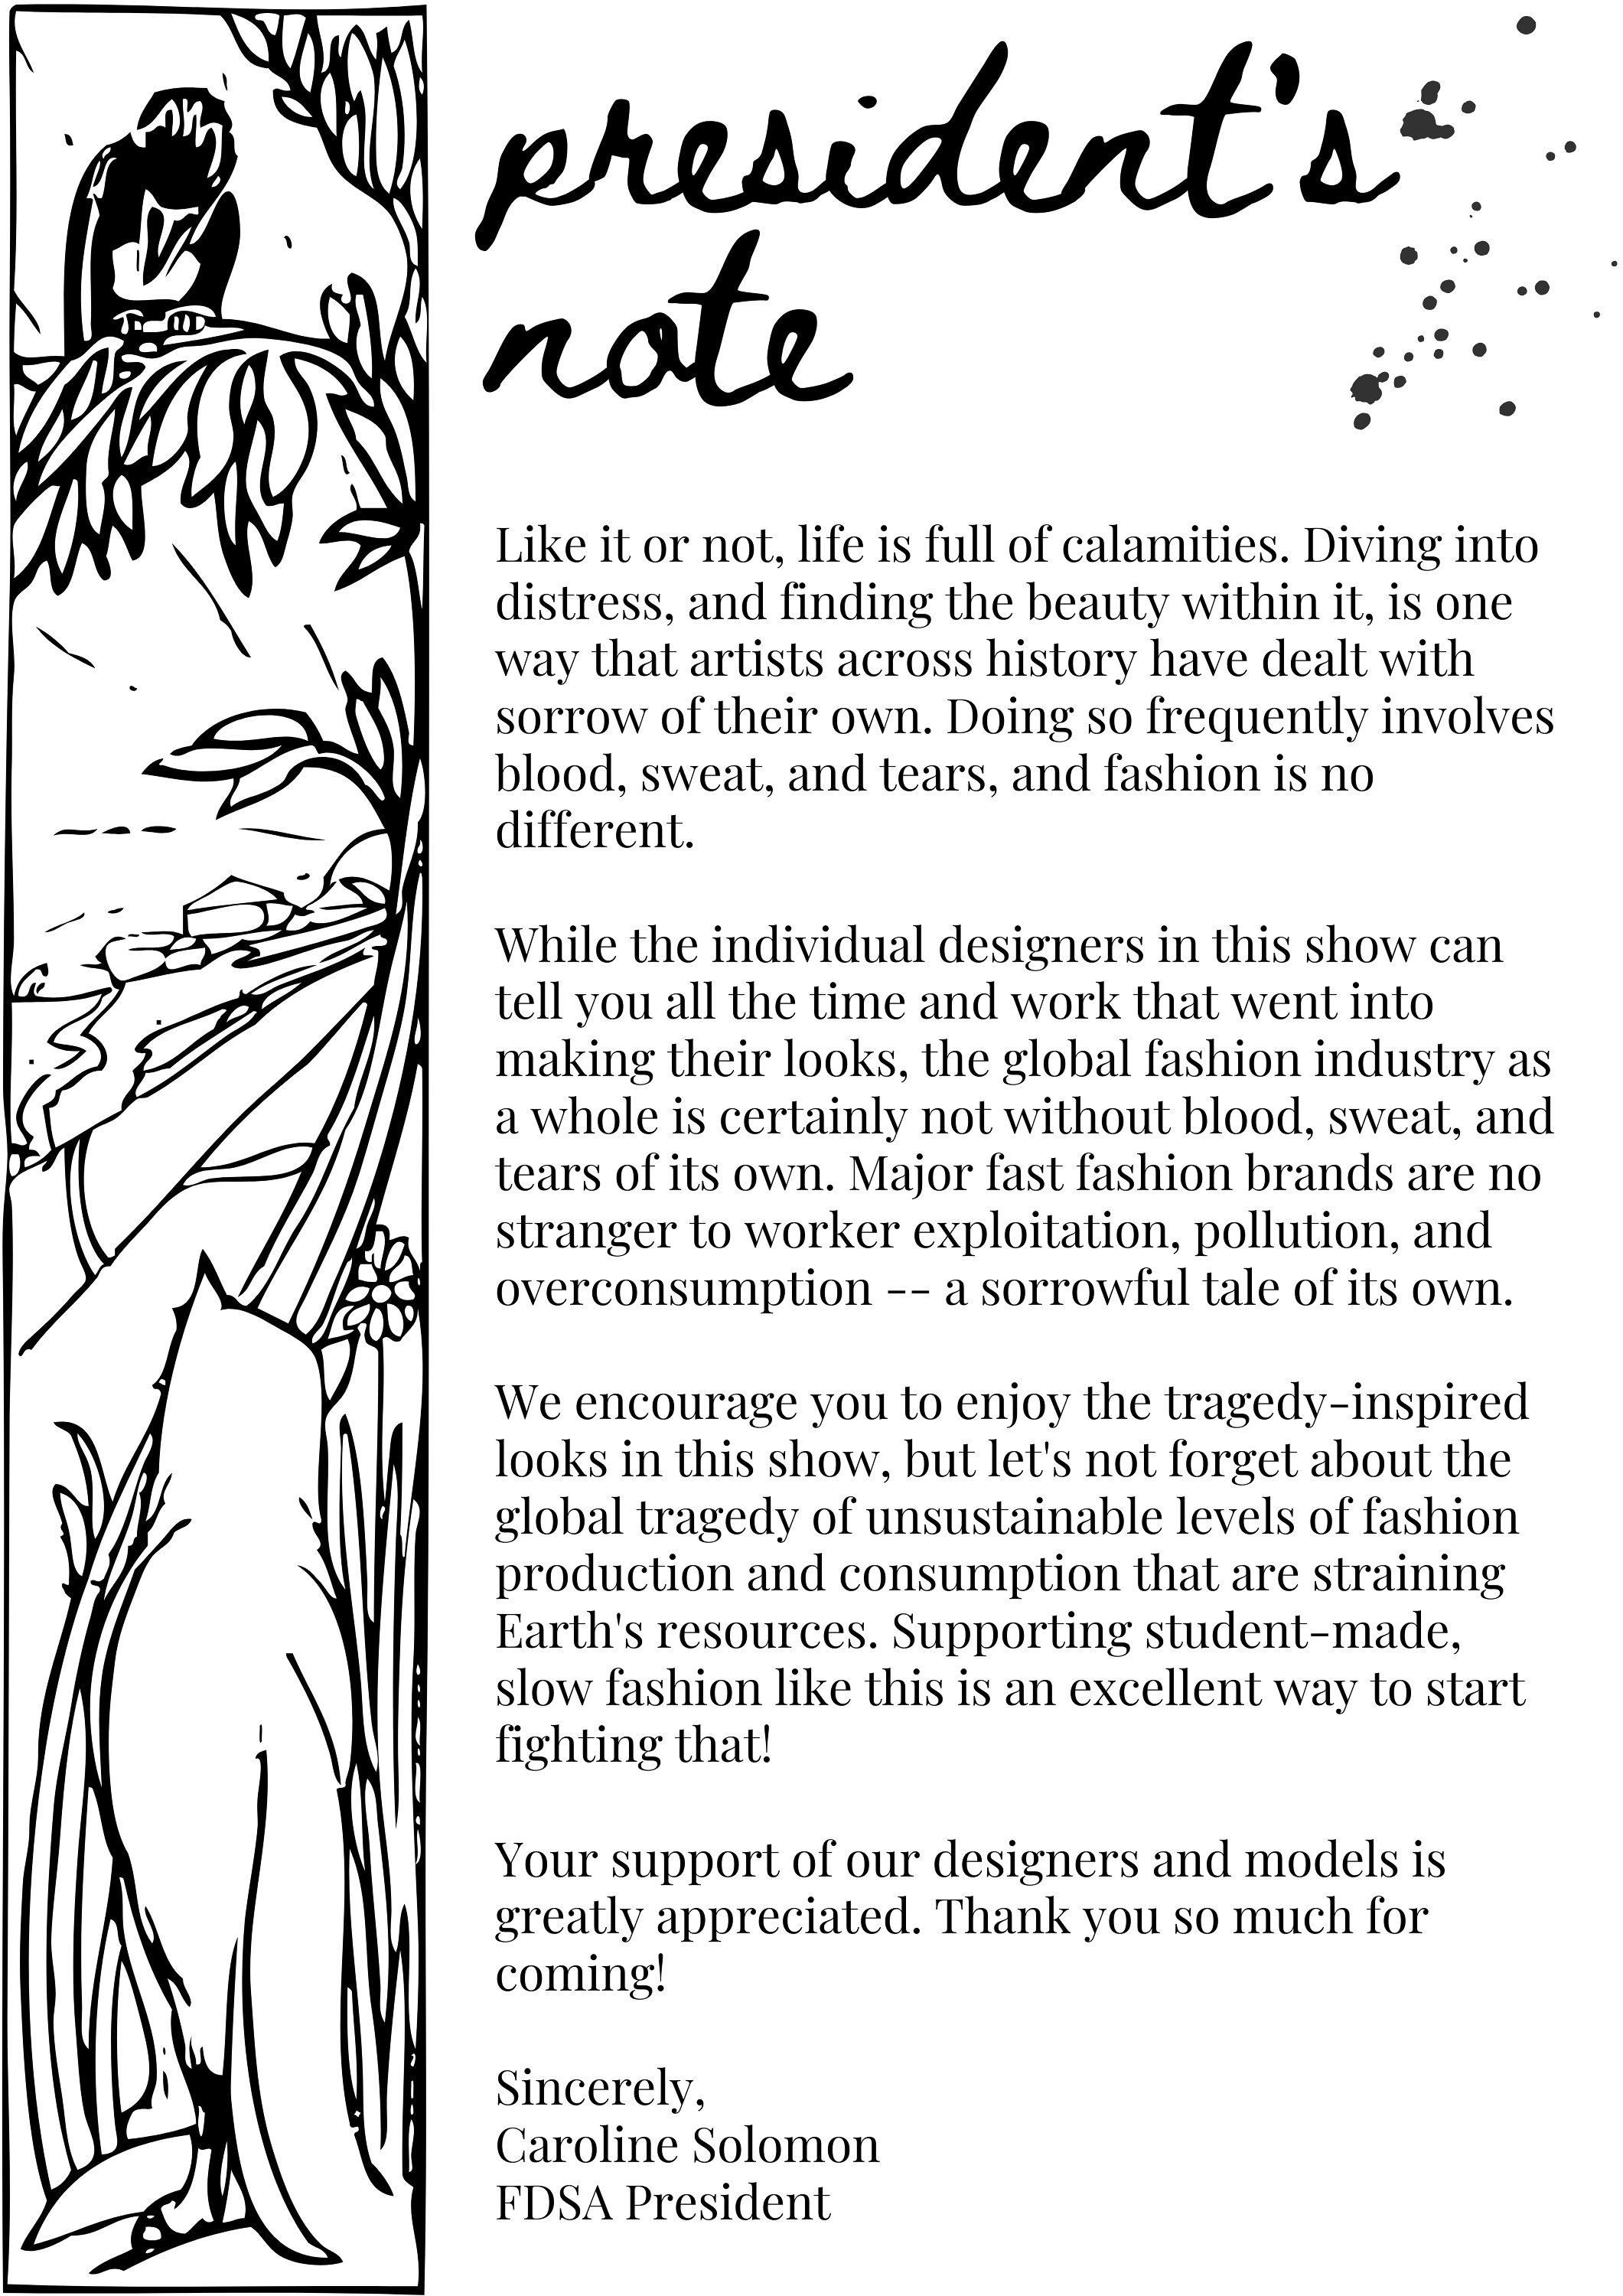 president's
note
Like it or not, life is full of calamities. Diving into
distress, and finding the beauty within it, is one
way that artists across history have dealt with
sorrow of their own. Doing so frequently involves
blood, sweat, and tears, and fashion is no
different.
While the individual designers in this show can
tell you all the time and work that went into
making their looks, the global fashion industry as
a whole is certainly not without blood, sweat, and
tears of its own. Major fast fashion brands are no
stranger to worker exploitation, pollution, and
overconsumption -- a sorrowful tale of its own.
We encourage you to enjoy the tragedy-inspired
looks in this show, but let's not forget about the
global tragedy of unsustainable levels of fashion
production and consumption that are straining
Earth's resources. Supporting student-made,
slow fashion like this is an excellent way to start
fighting that!
Your support of our designers and models is
greatly appreciated. Thank you so much for
coming!
Sincerely,
Caroline Solomon
FDSA President